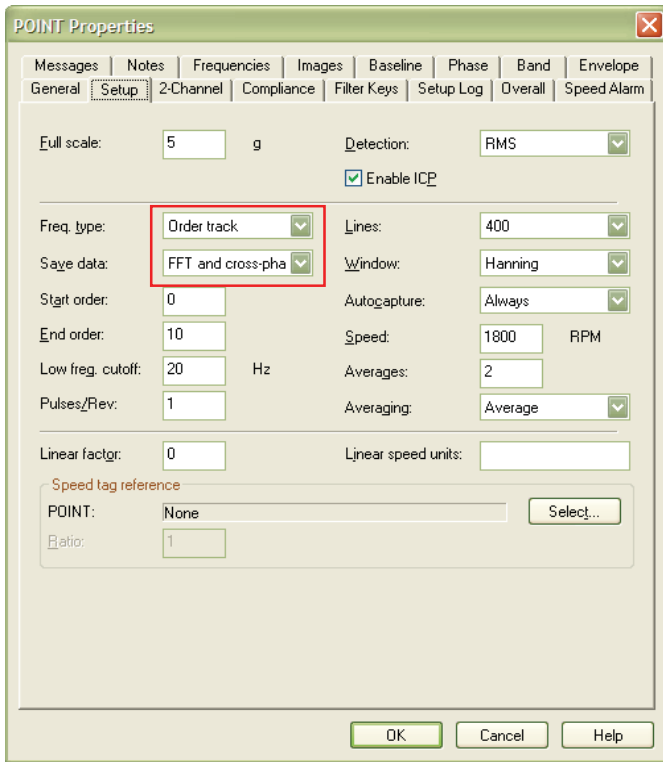 POINT Properties
Messages Notes Frequencies Images Baseline Phase Band Envelope
General Setup 2-Channel Compliance Filter Keys Setup Log Overall Speed Alarm
Full scale: 5 g Detection: RMS
Enable ICP
Freq. type: Order track Lines: 400
Save data: FFT and cross-pha Window: Hanning
Start order: 0 Autocapture: Always
End order: 10 Speed: 1800 RPM
Low freq. cutoff: 20 Hz Averages: 2
Pulses/Rev: 1 Averaging: Average
Linear factor: 0 Linear speed units:
Speed tag reference
POINT: None Select...
Ratio: 1
OK Cancel Help